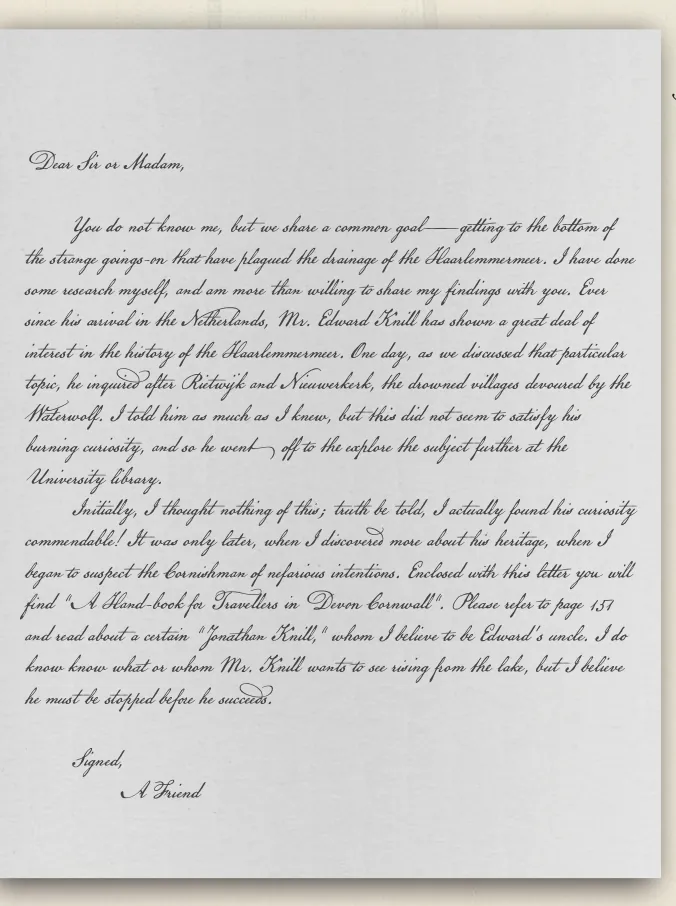 Dear Sir or Madam,
You do not know me, but we share a common goal—getting to the bottom of
the strange goings-on that have plagued the drainage of the Haarlemmermeer. I have done
some research myself, and am more than willing to share my findings with you. Ever
since his arrival in the Netherlands, Mr. Edward Knill has shown a great deal of
interest in the history of the Haarlemmermeer. One day, as we discussed that particular
topic, he inquired after Rietwijk and Nieuwerkerk, the drowned villages devoured by the
Waterwolf. I told him as much as I knew, but this did not seem to satisfy his
burning curiosity, and so he went off to the explore the subject further at the
University library.
Initially, I thought nothing of this; truth be told, I actually found his curiosity
commendable! It was only later, when I discovered more about his heritage, when I
began to suspect the Cornishman of nefarious intentions. Enclosed with this letter you will
find "A Hand-book for Travellers in Devon Cornwall". Please refer to page 151
and read about a certain "Jonathan Knill," whom I believe to be Edward's uncle. I do
know know what or whom Mr. Knill wants to see rising from the lake, but I believe
he must be stopped before he succeeds.
Signed,
A Friend